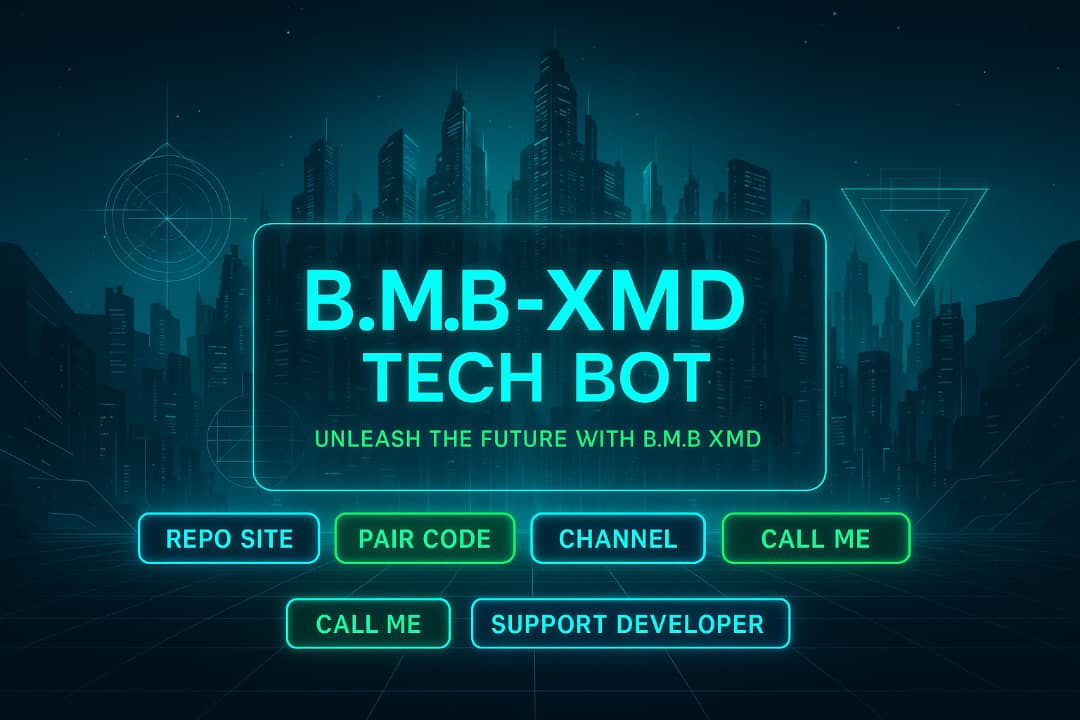 B.M.B-XMD
TECH BOT
UNLEASH THE FUTURE WITH B.M.B XMD
REPO SITE
PAIR CODE
CHANNEL
CALL ME
CALL ME
SUPPORT DEVELOPER